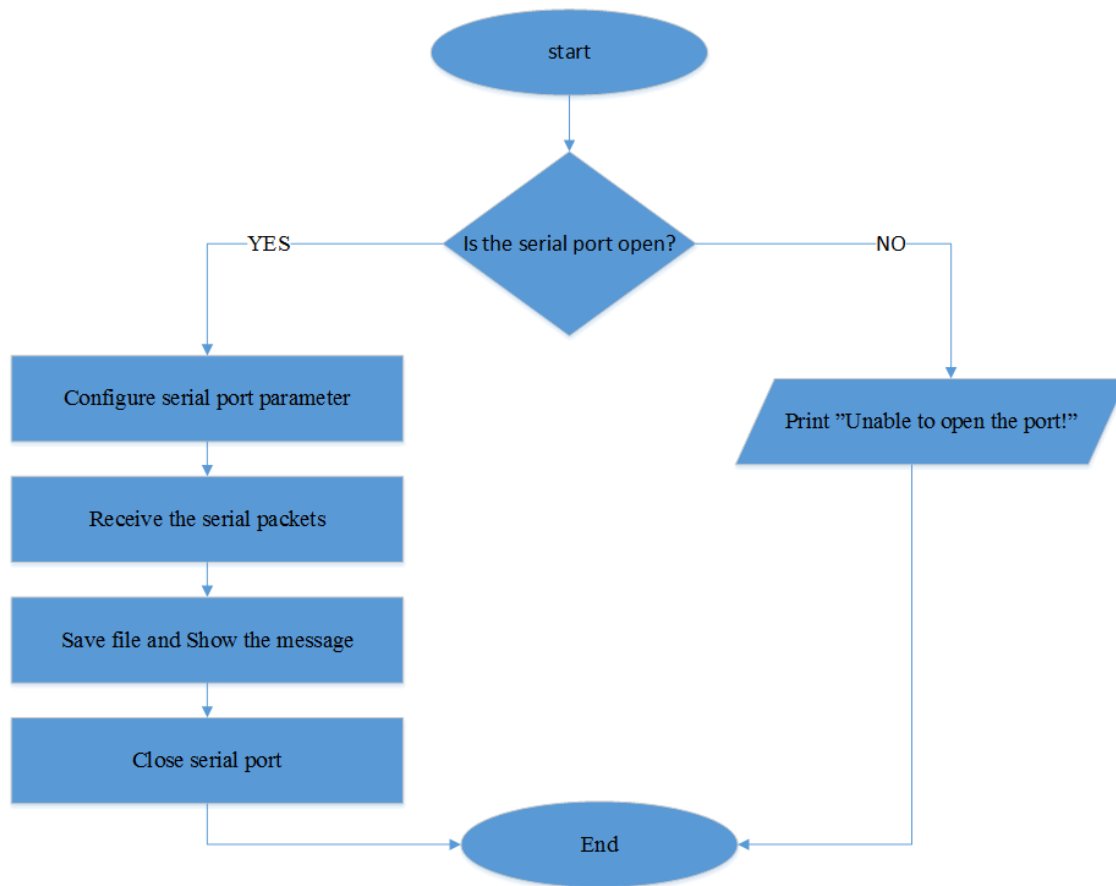 start
Is the serial port open?
YES
NO
Configure serial port parameter
Print ”Unable to open the port!”
Receive the serial packets
Save file and Show the message
Close serial port
End